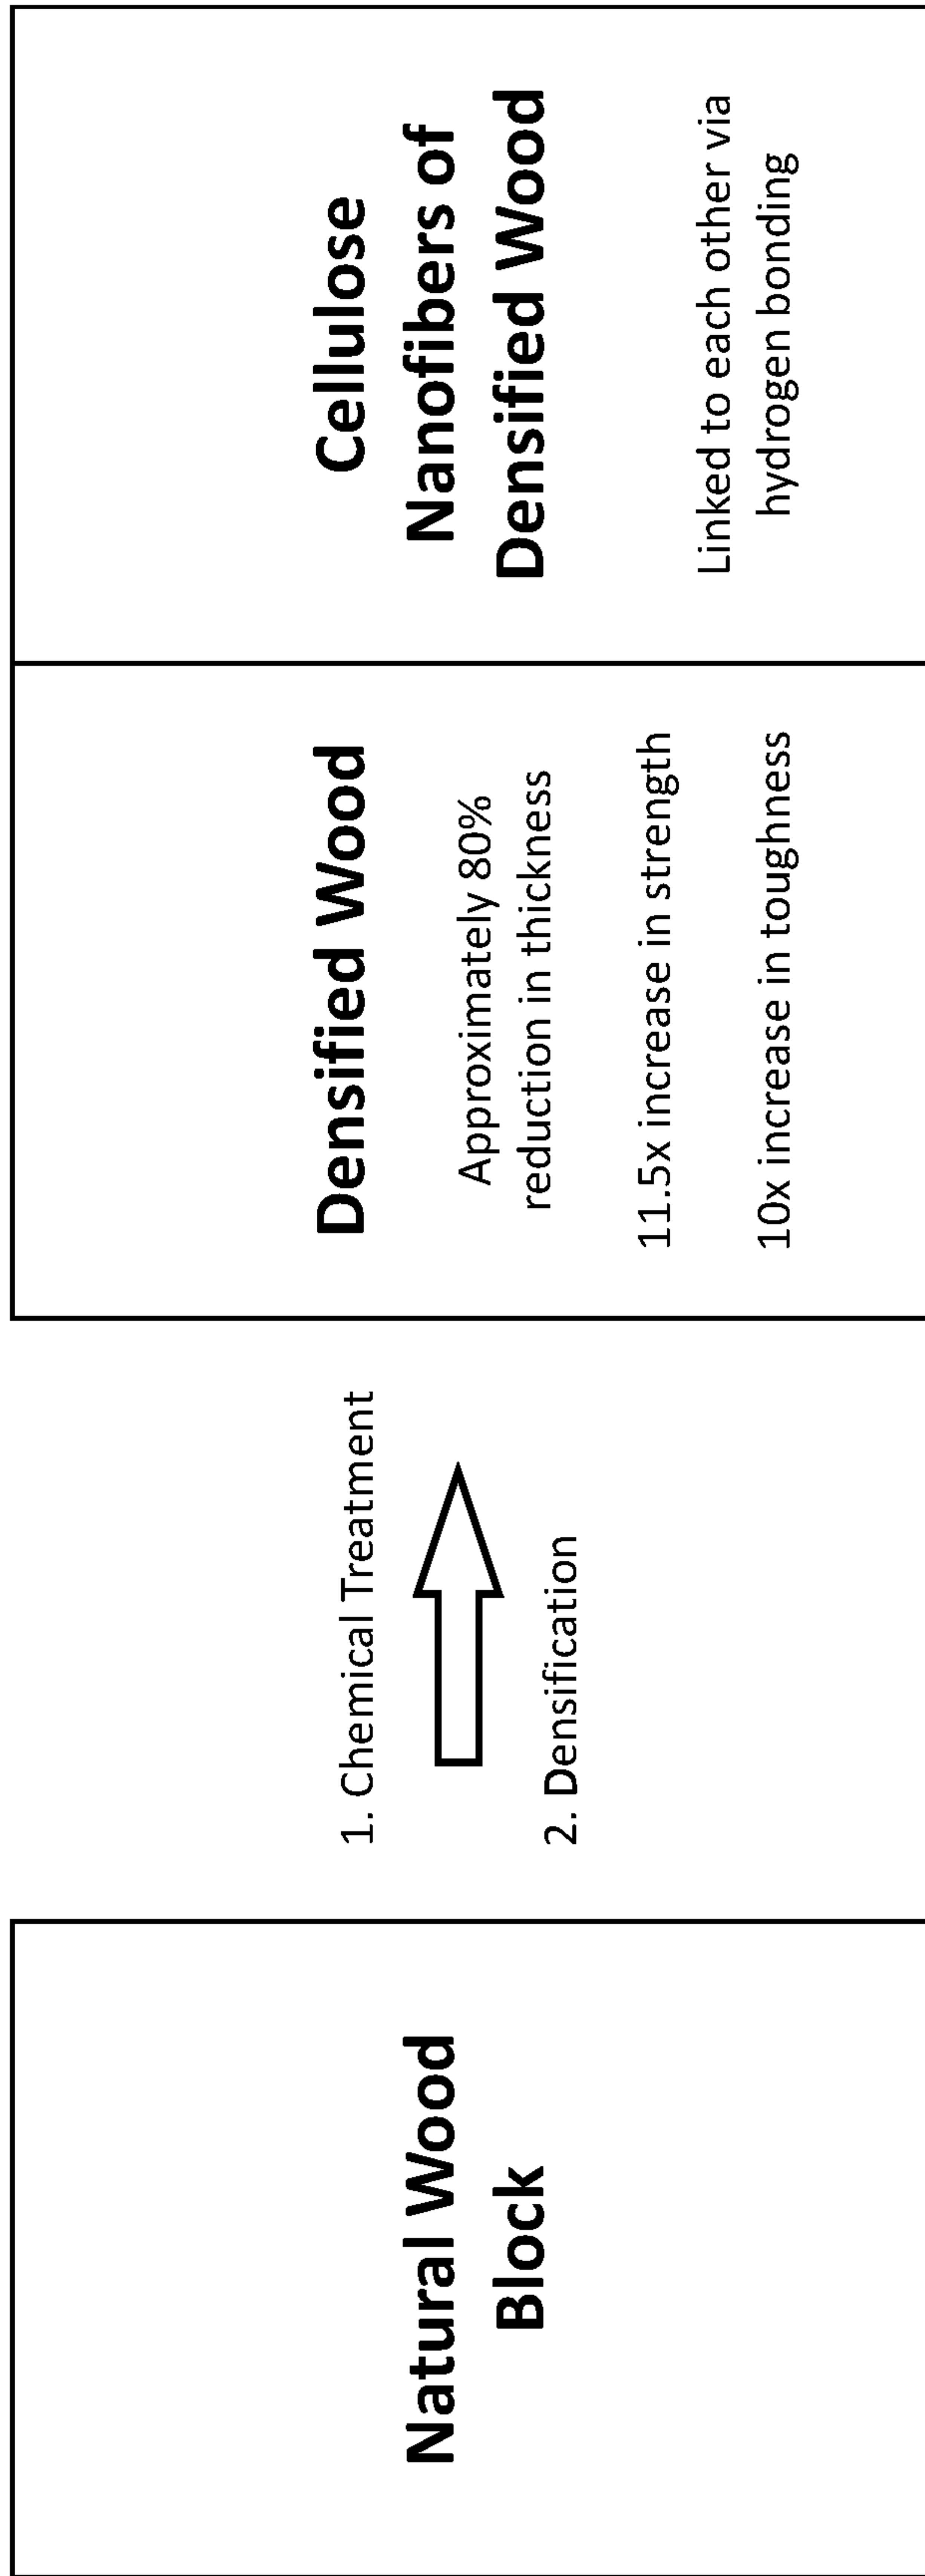 Natural Wood
Block
1. Chemical Treatment
2. Densification
Densified Wood
Approximately 80%
reduction in thickness
11.5x increase in strength
10x increase in toughness
Cellulose
Nanofibers of
Densified Wood
Linked to each other via
hydrogen bonding